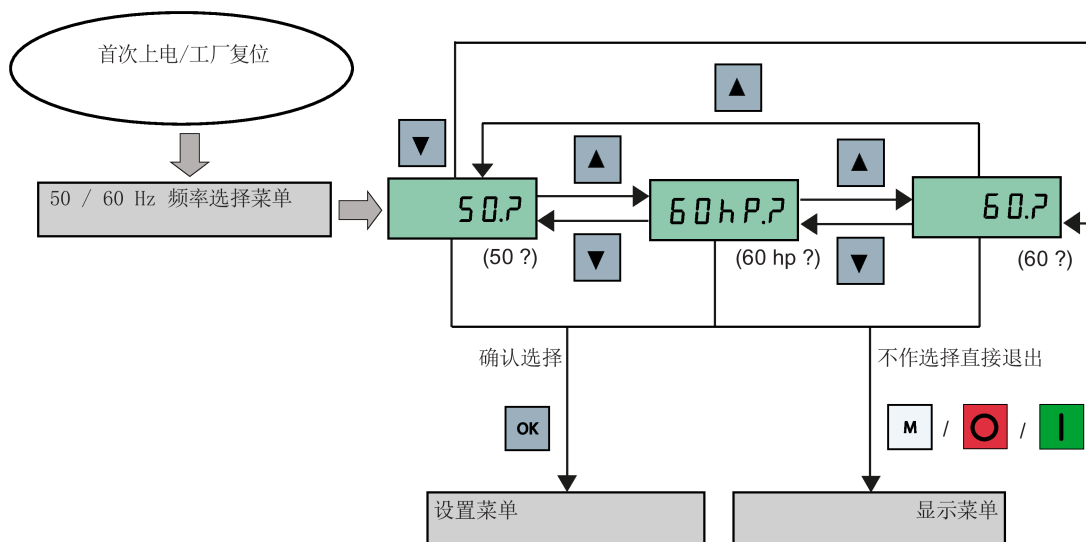 首次上电/工厂复位
50 / 60 Hz 频率选择菜单
50.?
60hP.?
60.?
(50 ?)
(60 hp ?)
(60 ?)
确认选择
不作选择直接退出
OK
M / /
设置菜单
显示菜单